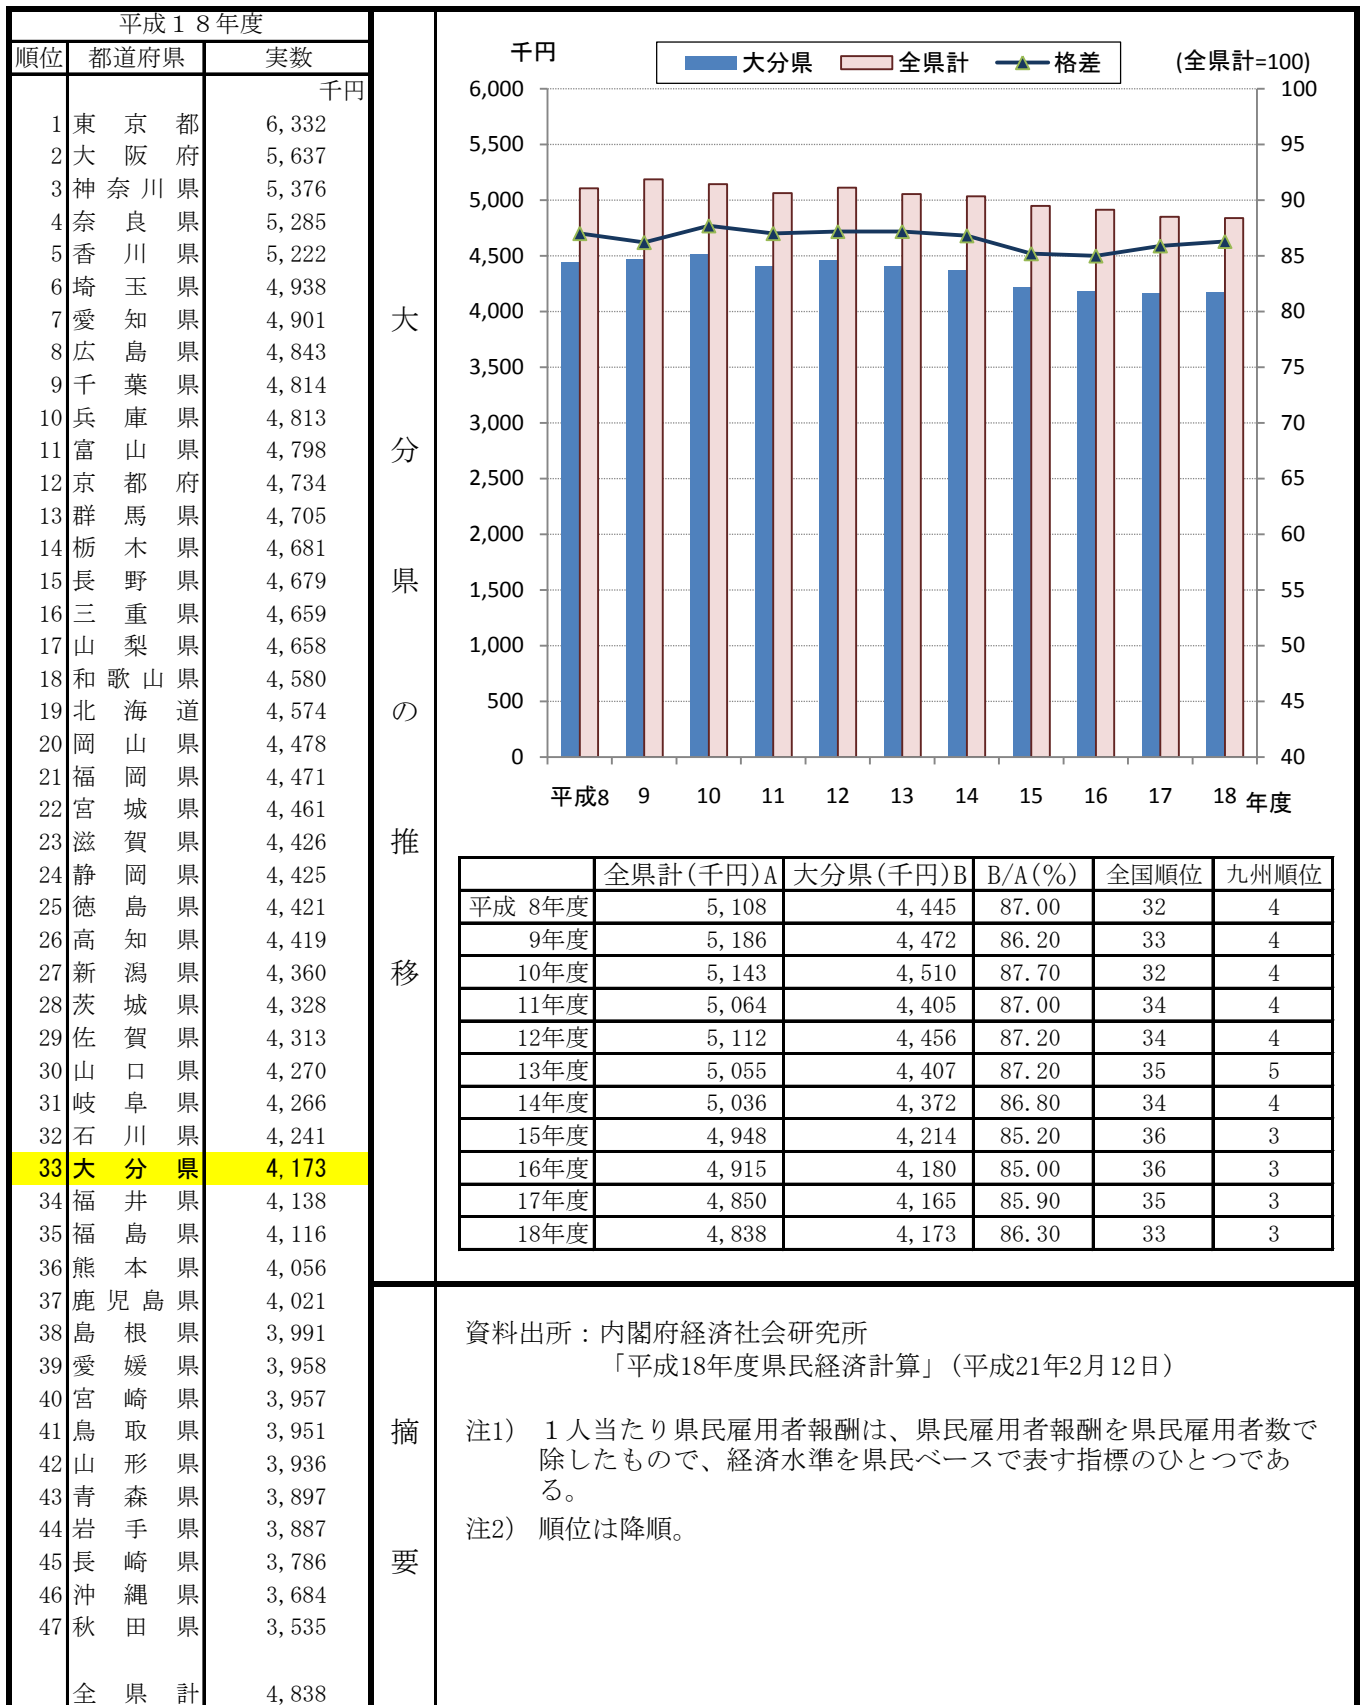 平成１８年度
順位 都道府県 実数
千円
1 東京都 6,332
2 大阪府 5,637
3 神奈川県 5,376
4 奈良県 5,285
5 香川県 5,222
6 埼玉県 4,938
7 愛知県 4,901
8 広島県 4,843
9 千葉県 4,814
10 兵庫県 4,813
11 富山県 4,798
12 京都府 4,734
13 群馬県 4,705
14 栃木県 4,681
15 長野県 4,679
16 三重県 4,659
17 山梨県 4,658
18 和歌山県 4,580
19 北海道 4,574
20 岡山県 4,478
21 福岡県 4,471
22 宮城県 4,461
23 滋賀県 4,426
24 静岡県 4,425
25 徳島県 4,421
26 高知県 4,419
27 新潟県 4,360
28 茨城県 4,328
29 佐賀県 4,313
30 山口県 4,270
31 岐阜県 4,266
32 石川県 4,241
33 大分県 4,173
34 福井県 4,138
35 福島県 4,116
36 熊本県 4,056
37 鹿児島県 4,021
38 島根県 3,991
39 愛媛県 3,958
40 宮崎県 3,957
41 鳥取県 3,951
42 山形県 3,936
43 青森県 3,897
44 岩手県 3,887
45 長崎県 3,786
46 沖縄県 3,684
47 秋田県 3,535
全県計 4,838
大分県の推移
千円 大分県 全県計 格差 (全県計=100)
6,000 100
5,500 95
5,000 90
4,500 85
4,000 80
3,500 75
3,000 70
2,500 65
2,000 60
1,500 55
1,000 50
500 45
0 40
平成8 9 10 11 12 13 14 15 16 17 18 年度
全県計(千円)A 大分県(千円)B B/A(%) 全国順位 九州順位
平成 8年度 5,108 4,445 87.00 32 4
9年度 5,186 4,472 86.20 33 4
10年度 5,143 4,510 87.70 32 4
11年度 5,064 4,405 87.00 34 4
12年度 5,112 4,456 87.20 34 4
13年度 5,055 4,407 87.20 35 5
14年度 5,036 4,372 86.80 34 4
15年度 4,948 4,214 85.20 36 3
16年度 4,915 4,180 85.00 36 3
17年度 4,850 4,165 85.90 35 3
18年度 4,838 4,173 86.30 33 3
摘要
資料出所：内閣府経済社会研究所
「平成18年度県民経済計算」(平成21年2月12日)
注1) １人当たり県民雇用者報酬は、県民雇用者報酬を県民雇用者数で
除したもので、経済水準を県民ベースで表す指標のひとつであ
る。
注2) 順位は降順。